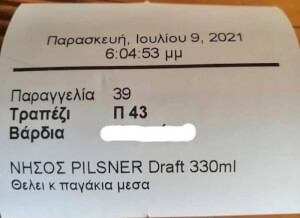 Παρασκευή, Ιουλίου 9, 2021
6:04:53 μμ
Παραγγελία 39
Τραπέζι Π 43
Βάρδια
ΝΗΣΟΣ PILSNER Draft 330ml
Θελει κ παγάκια μεσα